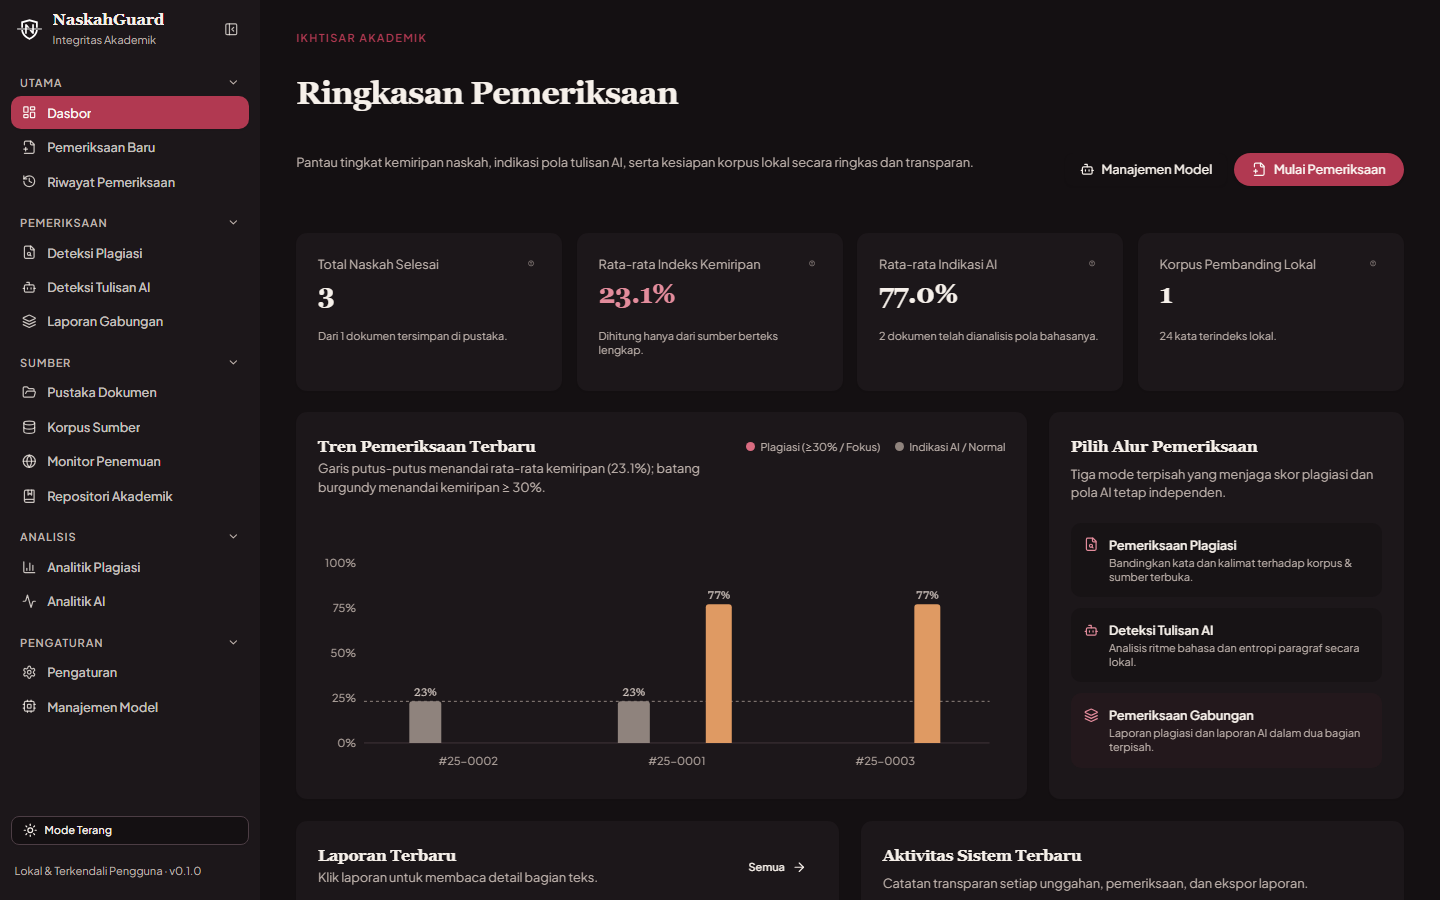 NaskahGuard
Integritas Akademik
UTAMA
Dasbor
Pemeriksaan Baru
Riwayat Pemeriksaan
PEMERIKSAAN
Deteksi Plagiasi
Deteksi Tulisan AI
Laporan Gabungan
SUMBER
Pustaka Dokumen
Korpus Sumber
Monitor Penemuan
Repositori Akademik
ANALISIS
Analitik Plagiasi
Analitik AI
PENGATURAN
Pengaturan
Manajemen Model
Mode Terang
Lokal & Terkendali Pengguna · v0.1.0
IKHTISAR AKADEMIK
Ringkasan Pemeriksaan
Pantau tingkat kemiripan naskah, indikasi pola tulisan AI, serta kesiapan korpus lokal secara ringkas dan transparan.
Manajemen Model
Mulai Pemeriksaan
Total Naskah Selesai
3
Dari 1 dokumen tersimpan di pustaka.
Rata-rata Indeks Kemiripan
23.1%
Dihitung hanya dari sumber berteks
lengkap.
Rata-rata Indikasi AI
77.0%
2 dokumen telah dianalisis pola bahasanya.
Korpus Pembanding Lokal
1
24 kata terindeks lokal.
Tren Pemeriksaan Terbaru
Garis putus-putus menandai rata-rata kemiripan (23.1%); batang
burgundy menandai kemiripan ≥ 30%.
Plagiasi (≥30% / Fokus)
Indikasi AI / Normal
100%
75%
50%
25%
0%
23%
23%
77%
77%
#25-0002
#25-0001
#25-0003
Pilih Alur Pemeriksaan
Tiga mode terpisah yang menjaga skor plagiasi dan
pola AI tetap independen.
Pemeriksaan Plagiasi
Bandingkan kata dan kalimat terhadap korpus &
sumber terbuka.
Deteksi Tulisan AI
Analisis ritme bahasa dan entropi paragraf secara
lokal.
Pemeriksaan Gabungan
Laporan plagiasi dan laporan AI dalam dua bagian
terpisah.
Laporan Terbaru
Klik laporan untuk membaca detail bagian teks.
Semua
Aktivitas Sistem Terbaru
Catatan transparan setiap unggahan, pemeriksaan, dan ekspor laporan.